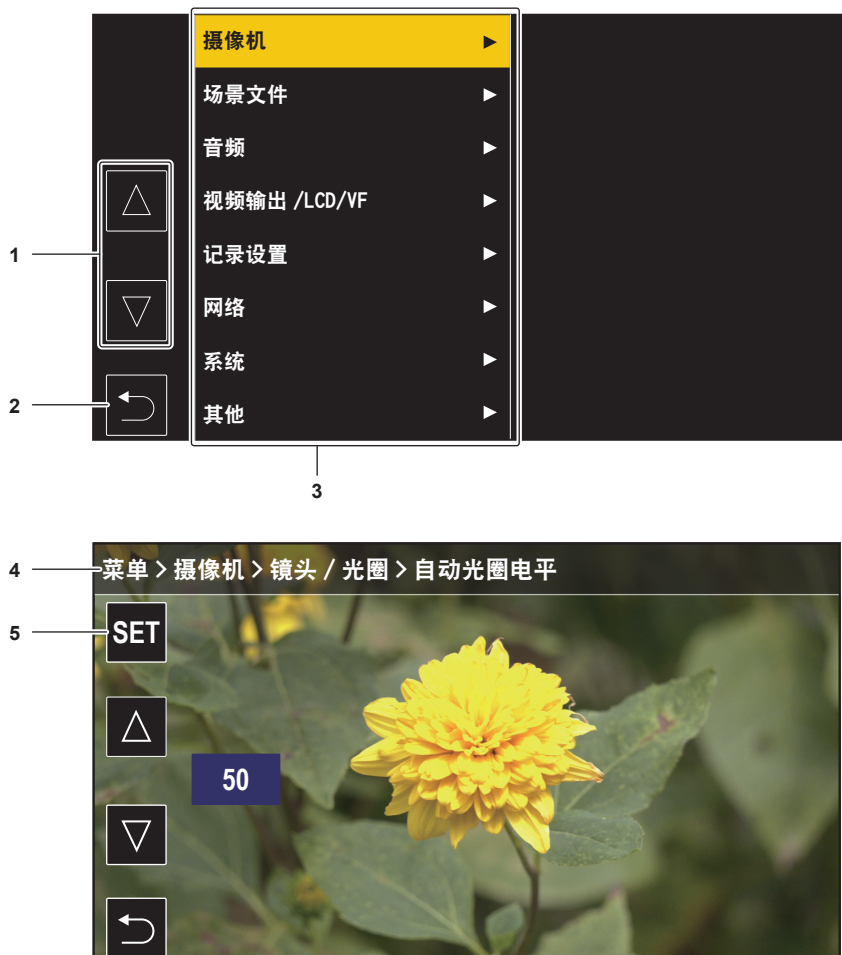 摄像机
场景文件
音频
视频输出 /LCD/VF
1
记录设置
网络
系统
2
其他
3
4
菜单>摄像机>镜头 / 光圈>自动光圈电平
5
SET
50